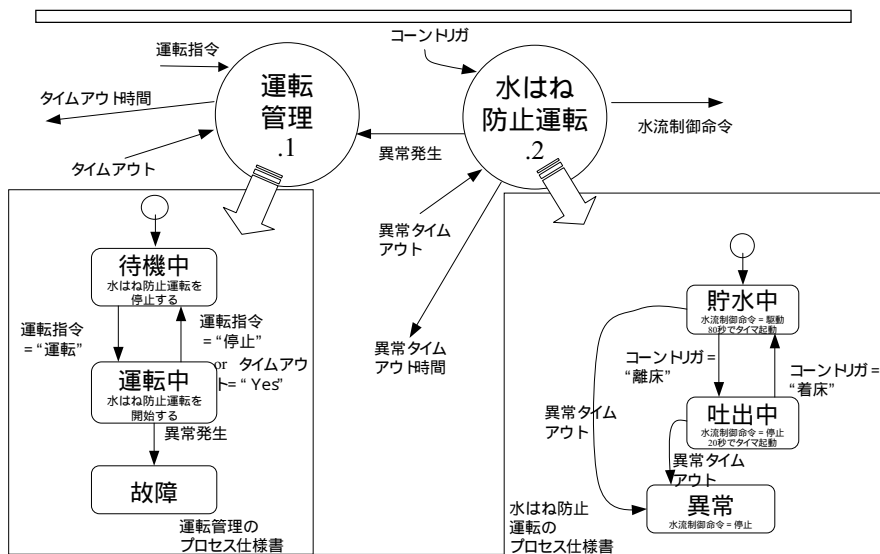 運転指令
タイムアウト時間
タイムアウト
運転
管理
.1
コーントリガ
水はね
防止運転
.2
異常発生
水流制御命令
異常タイム
アウト
異常タイム
アウト時間
待機中
水はね防止運転を
停止する
運転指令
= “運転”
運転指令
= “停止”
or タイムアウ
ト= “ Yes”
運転中
水はね防止運転を
開始する
異常発生
故障
運転管理の
プロセス仕様書
貯水中
水流制御命令 = 駆動
80秒でタイマ起動
コーントリガ =
“離床”
コーントリガ =
“着床”
異常タイム
アウト
吐出中
水流制御命令 = 停止
20秒でタイマ起動
異常タイム
アウト
異常
水流制御命令 = 停止
水はね防止
運転の
プロセス仕様書